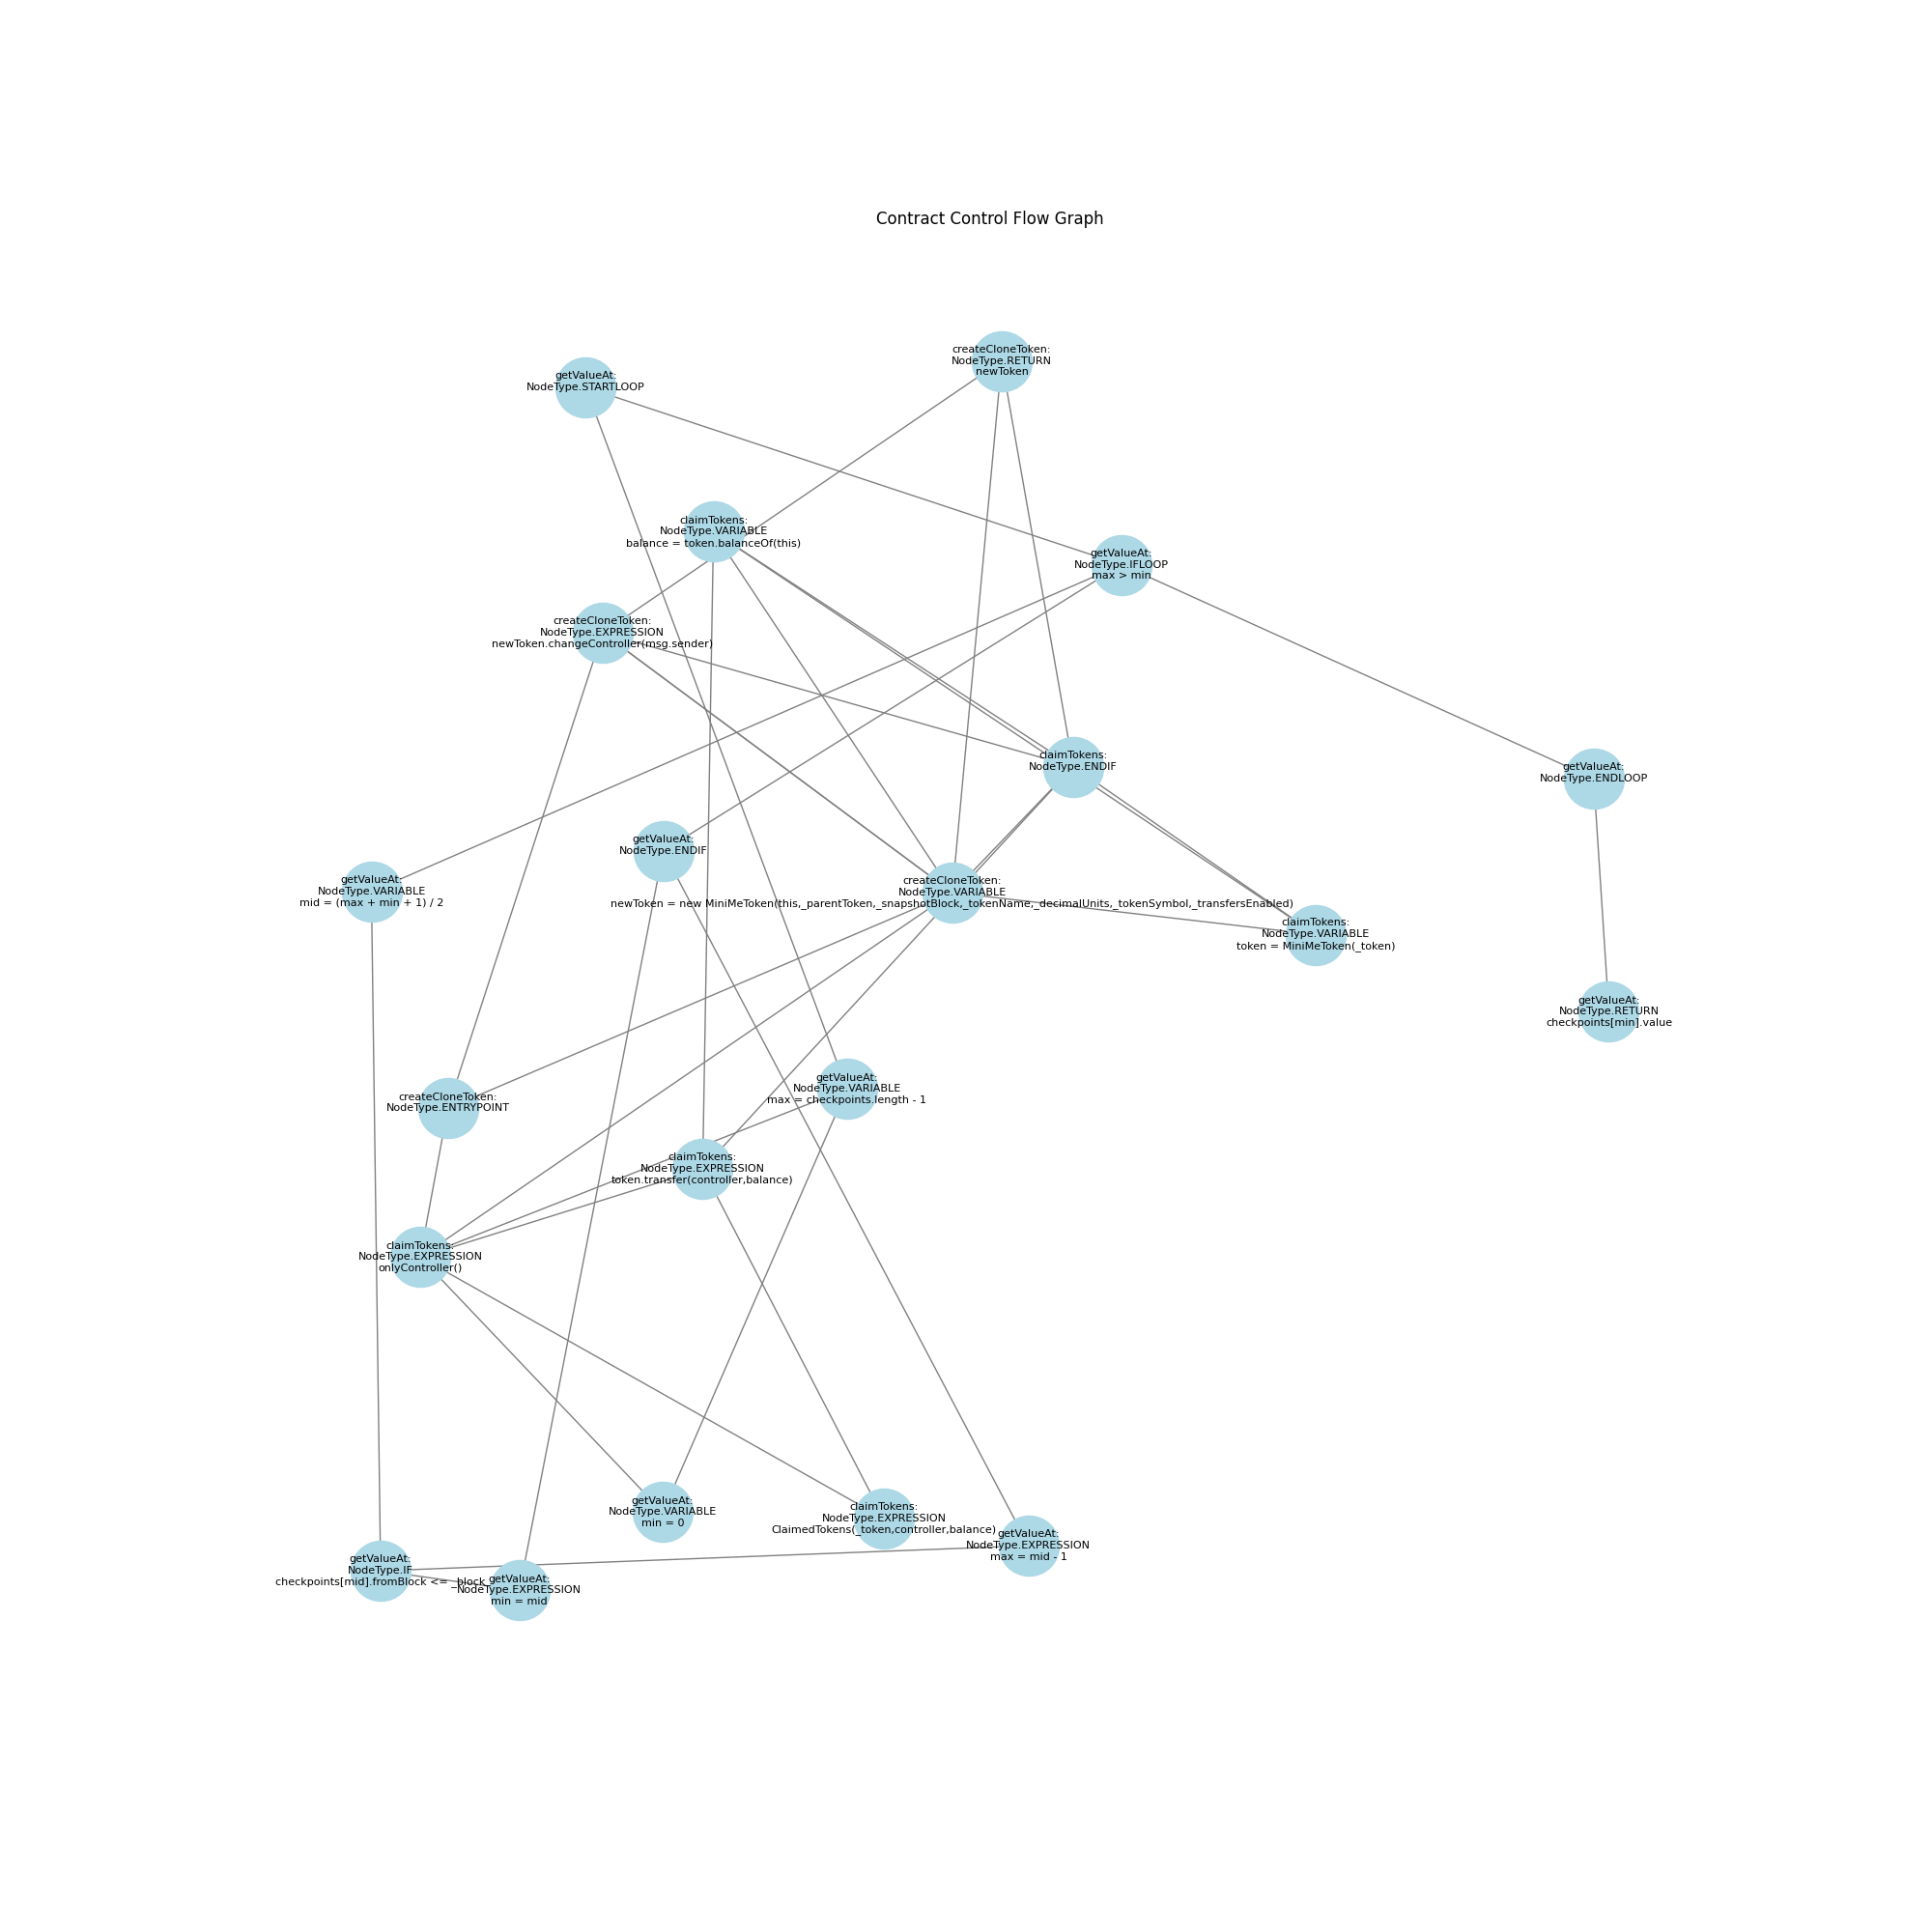 Contract Control Flow Graph
createCloneToken:
NodeType.RETURN
newToken
getValueAt:
NodeType.STARTLOOP
claimTokens:
NodeType.VARIABLE
balance = token.balanceOf(this)
getValueAt:
NodeType.IFLOOP
max > min
createCloneToken:
NodeType.EXPRESSION
newToken.changeController(msg.sender)
claimTokens:
NodeType.ENDIF
getValueAt:
NodeType.ENDLOOP
getValueAt:
NodeType.ENDIF
getValueAt:
NodeType.VARIABLE
mid = (max + min + 1) / 2
createCloneToken:
NodeType.VARIABLE
newToken = new MiniMeToken(this,_parentToken,_snapshotBlock,_tokenName,_decimalUnits,_tokenSymbol,_transfersEnabled)
claimTokens:
NodeType.VARIABLE
token = MiniMeToken(_token)
getValueAt:
NodeType.RETURN
checkpoints[min].value
getValueAt:
NodeType.VARIABLE
max = checkpoints.length - 1
createCloneToken:
NodeType.ENTRYPOINT
claimTokens:
NodeType.EXPRESSION
token.transfer(controller,balance)
claimTokens:
NodeType.EXPRESSION
onlyController()
getValueAt:
NodeType.VARIABLE
min = 0
claimTokens:
NodeType.EXPRESSION
ClaimedTokens(_token,controller,balance)
getValueAt:
NodeType.EXPRESSION
max = mid - 1
getValueAt:
NodeType.IF
checkpoints[mid].fromBlock <= _block
getValueAt:
NodeType.EXPRESSION
min = mid